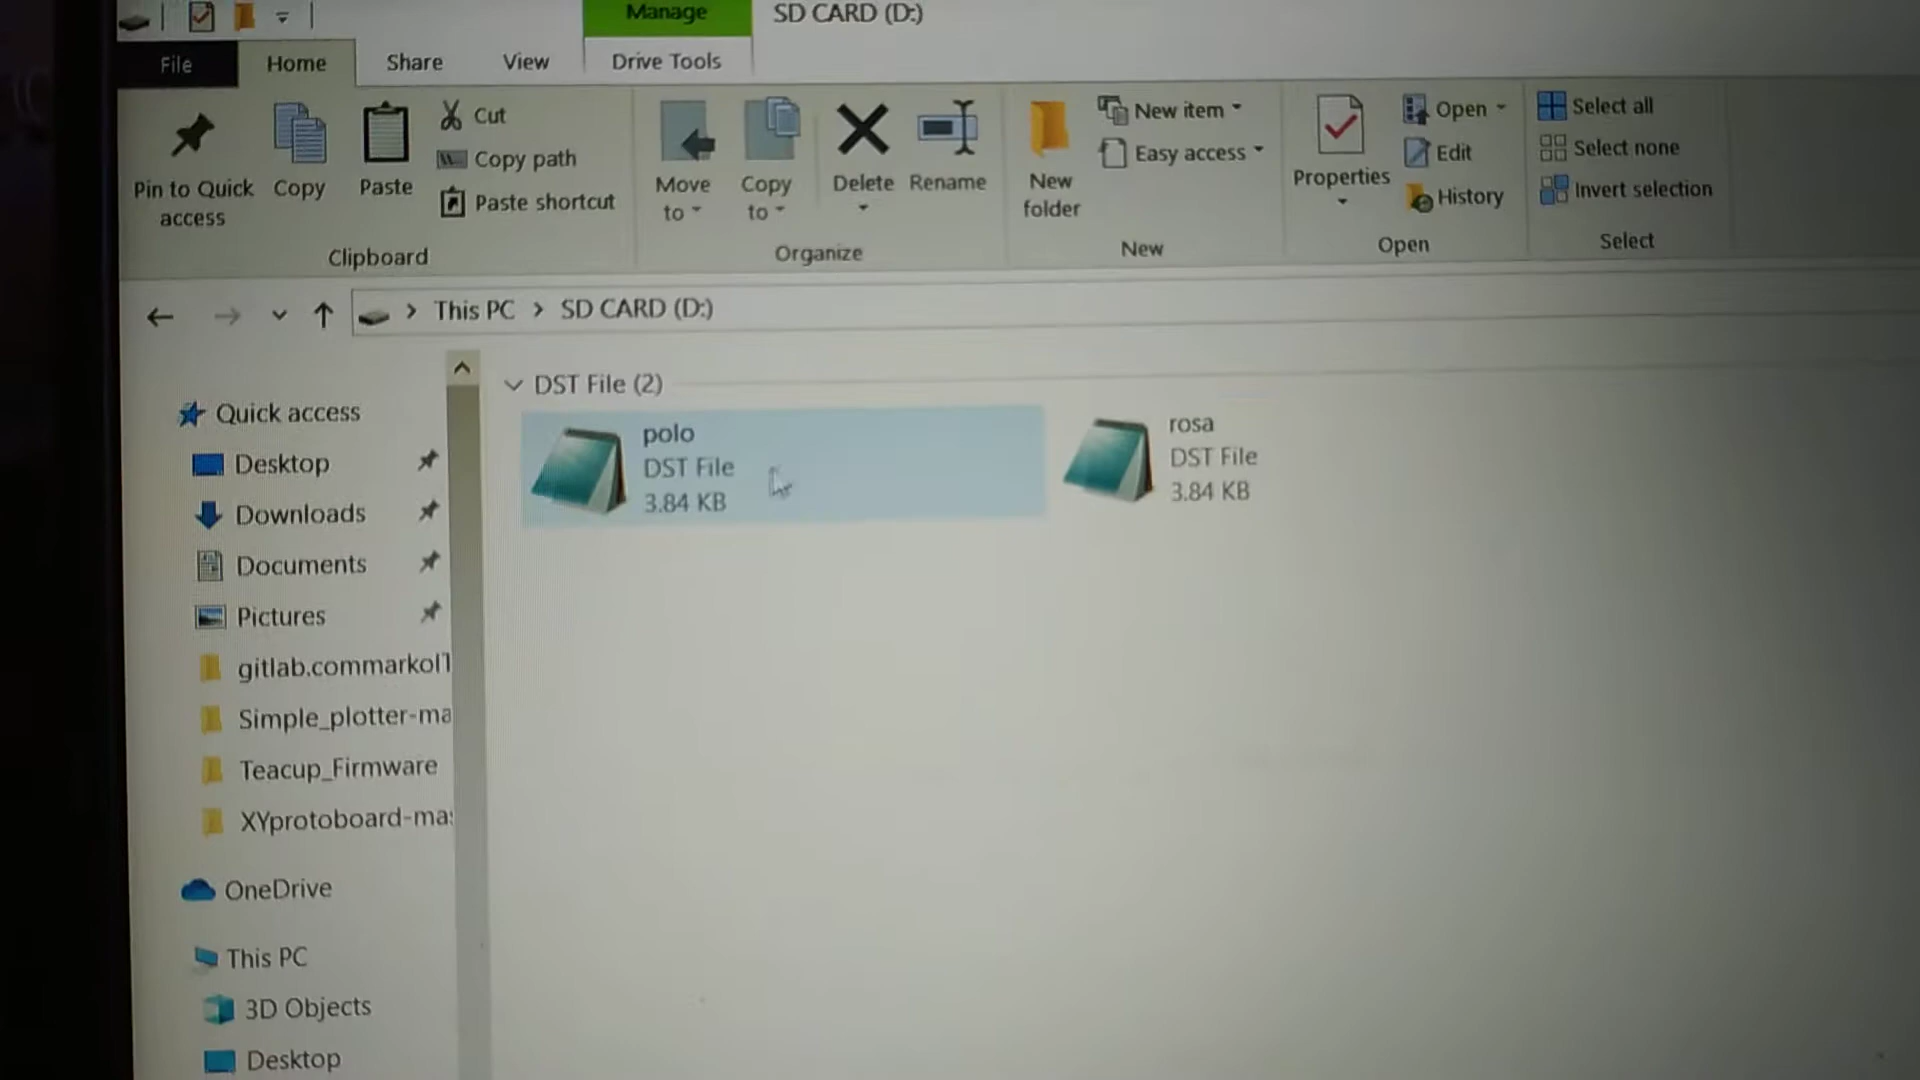 Manage
SD CARD (D:)
File
Home
Share
View
Drive Tools
Pin to Quick
access
Copy
Paste
Cut
Copy path
Paste shortcut
Clipboard
Move
to
Copy
to
Delete
Rename
Organize
New
folder
New item
Easy access
New
Properties
Open
Edit
History
Open
Select all
Select none
Invert selection
Select
This PC > SD CARD (D:)
Quick access
Desktop
Downloads
Documents
Pictures
gitlab.commarkol
Simple_plotter-ma
Teacup_Firmware
XYprotoboard-mas
OneDrive
This PC
3D Objects
Desktop
DST File (2)
polo
DST File
3.84 KB
rosa
DST File
3.84 KB